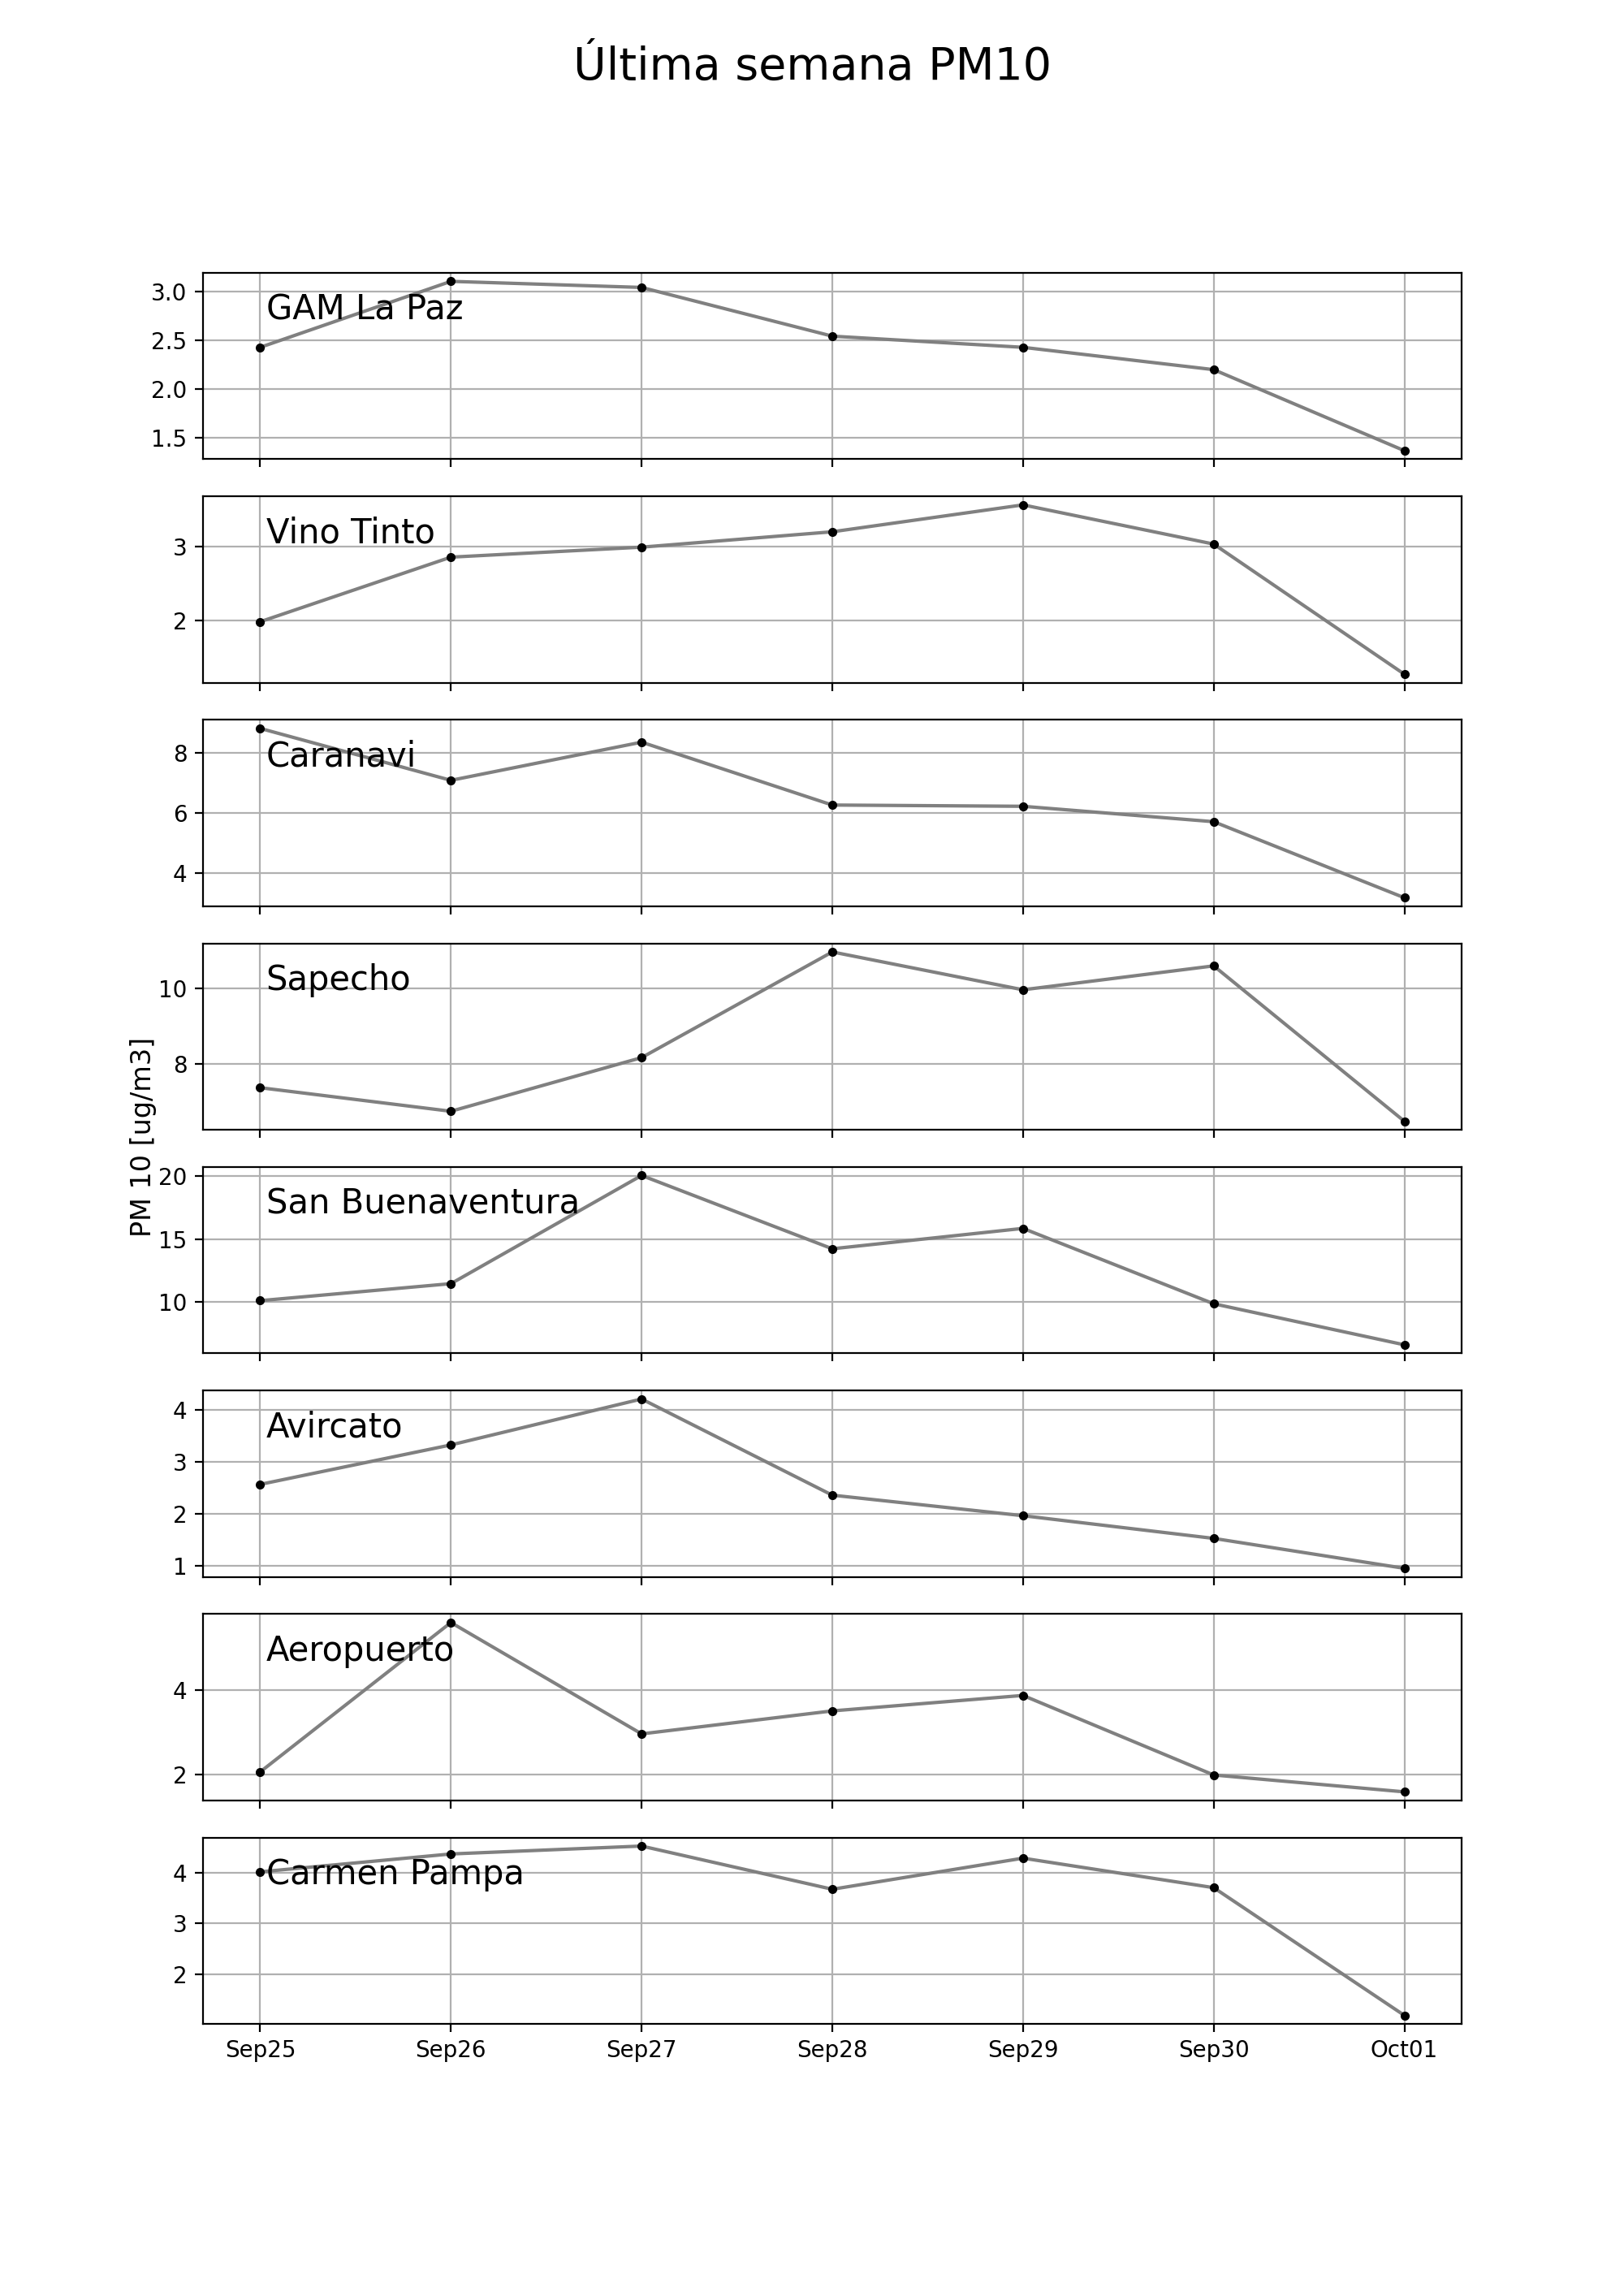 Última semana PM10
3.0
GAM La Paz
2.5
2.0
1.5
Vino Tinto
3
2
Caranavi
8
6
4
Sapecho
10
8
PM 10 [ug/m3]
20
San Buenaventura
15
10
4
Avircato
3
2
1
Aeropuerto
4
2
Carmen Pampa
4
3
2
Sep25 Sep26 Sep27 Sep28 Sep29 Sep30 Oct01